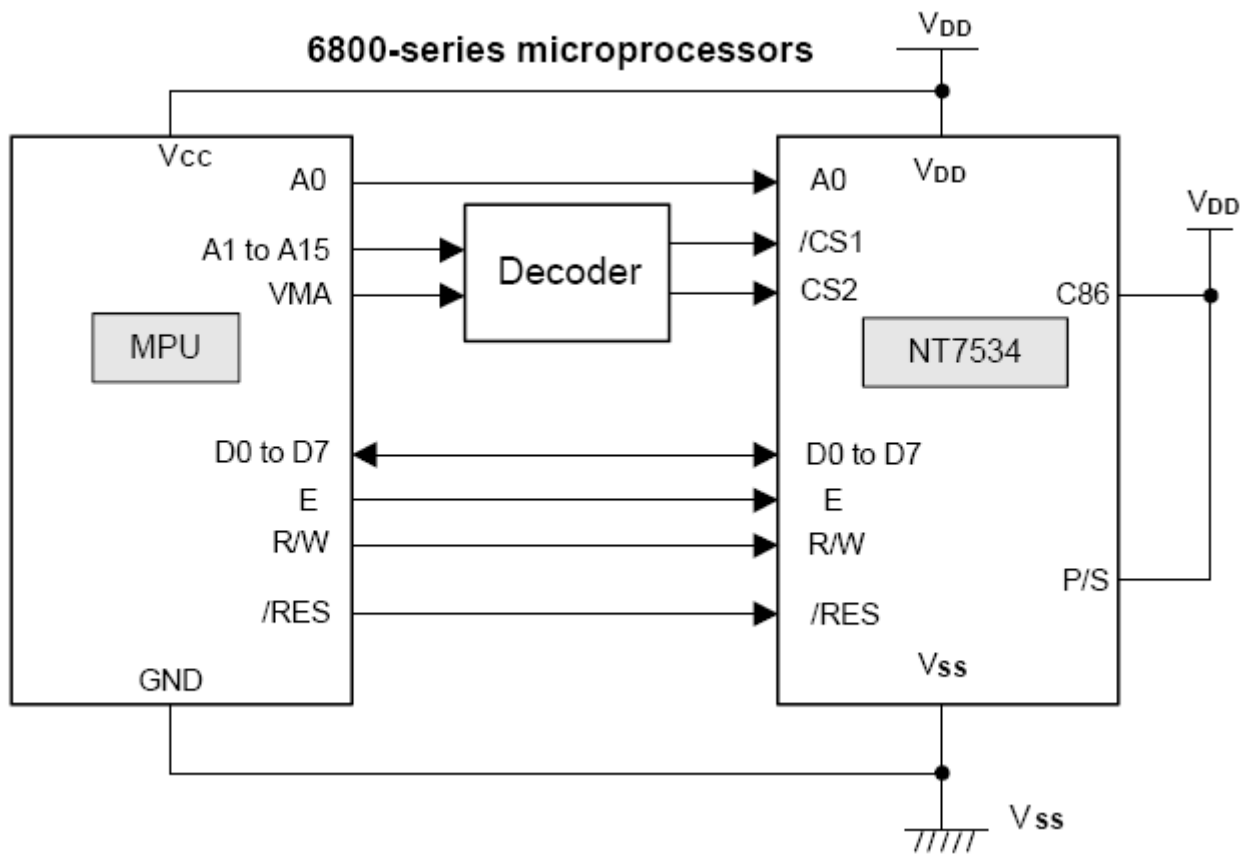 6800-series microprocessors
VDD
Vcc
A0
A1 to A15
VMA
MPU
D0 to D7
E
R/W
/RES
GND
Decoder
VDD
A0
/CS1
CS2
C86
NT7534
D0 to D7
E
R/W
P/S
/RES
Vss
VDD
Vss